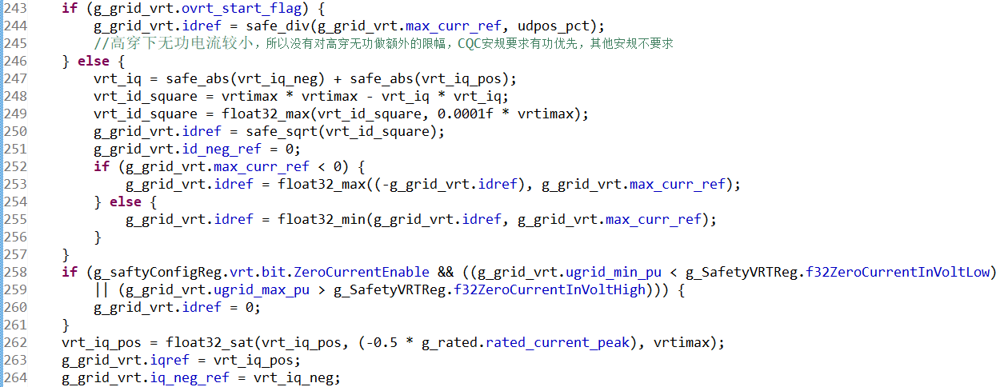 243    if (g_grid_vrt.ovrt_start_flag) {
244        g_grid_vrt.idref = safe_div(g_grid_vrt.max_curr_ref, udpos_pct);
245        //高穿下无功电流较小，所以没有对高穿无功做额外的限幅，CQC安规要求有功优先，其他安规不要求
246    } else {
247        vrt_iq = safe_abs(vrt_iq_neg) + safe_abs(vrt_iq_pos);
248        vrt_id_square = vrtimax * vrtimax - vrt_iq * vrt_iq;
249        vrt_id_square = float32_max(vrt_id_square, 0.0001f * vrtimax);
250        g_grid_vrt.idref = safe_sqrt(vrt_id_square);
251        g_grid_vrt.id_neg_ref = 0;
252        if (g_grid_vrt.max_curr_ref < 0) {
253            g_grid_vrt.idref = float32_max((-g_grid_vrt.idref), g_grid_vrt.max_curr_ref);
254        } else {
255            g_grid_vrt.idref = float32_min(g_grid_vrt.idref, g_grid_vrt.max_curr_ref);
256        }
257    }
258    if (g_saftyConfigReg.vrt.bit.ZeroCurrentEnable && ((g_grid_vrt.ugrid_min_pu < g_SafetyVRTReg.f32ZeroCurrentInVoltLow)
259        || (g_grid_vrt.ugrid_max_pu > g_SafetyVRTReg.f32ZeroCurrentInVoltHigh))) {
260        g_grid_vrt.idref = 0;
261    }
262    vrt_iq_pos = float32_sat(vrt_iq_pos, (-0.5 * g_rated.rated_current_peak), vrtimax);
263    g_grid_vrt.iqref = vrt_iq_pos;
264    g_grid_vrt.iq_neg_ref = vrt_iq_neg;